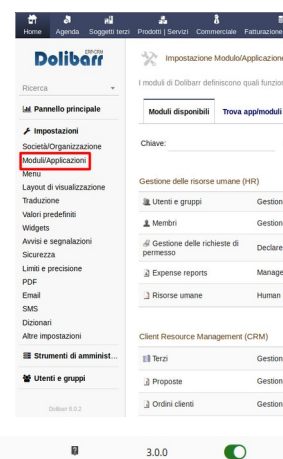 Home Agenda Soggetti terzi Prodotti | Servizi Commerciale Fatturazione
Dolibarr
ERP/CRM
Ricerca
Pannello principale
Impostazioni
Società/Organizzazione
Moduli/Applicazioni
Menu
Layout di visualizzazione
Traduzione
Valori predefiniti
Widgets
Avvisi e segnalazioni
Sicurezza
Limiti e precisione
PDF
Email
SMS
Dizionari
Altre impostazioni
Strumenti di amminist...
Utenti e gruppi
Dolibarr 8.0.2
Impostazione Modulo/Applicazione
I moduli di Dolibarr definiscono quali funzion
Moduli disponibili Trova app/moduli
Chiave:
Gestione delle risorse umane (HR)
Utenti e gruppi Gestion
Membri Gestion
Gestione delle richieste di
permesso Declare
Expense reports Manage
Risorse umane Human
Client Resource Management (CRM)
Terzi Gestion
Proposte Gestion
Ordini clienti Gestion
3.0.0